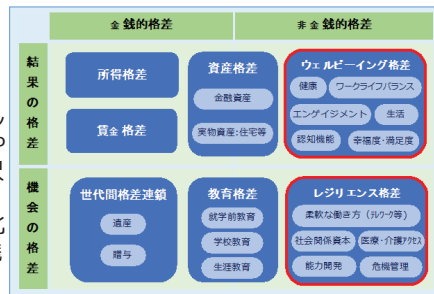 金銭的格差
非金銭的格差
結果の格差
所得格差
賃金格差
資産格差
金融資産
実物資産:住宅等
ウェルビーイング格差
健康
ワークライフバランス
エンゲイジメント
生活
認知機能
幸福度・満足度
機会の格差
世代間格差連鎖
遺産
贈与
教育格差
就学前教育
学校教育
生涯教育
レジリエンス格差
柔軟な働き方(テレワーク等)
社会関係資本
医療・介護アクセス
能力開発
危機管理